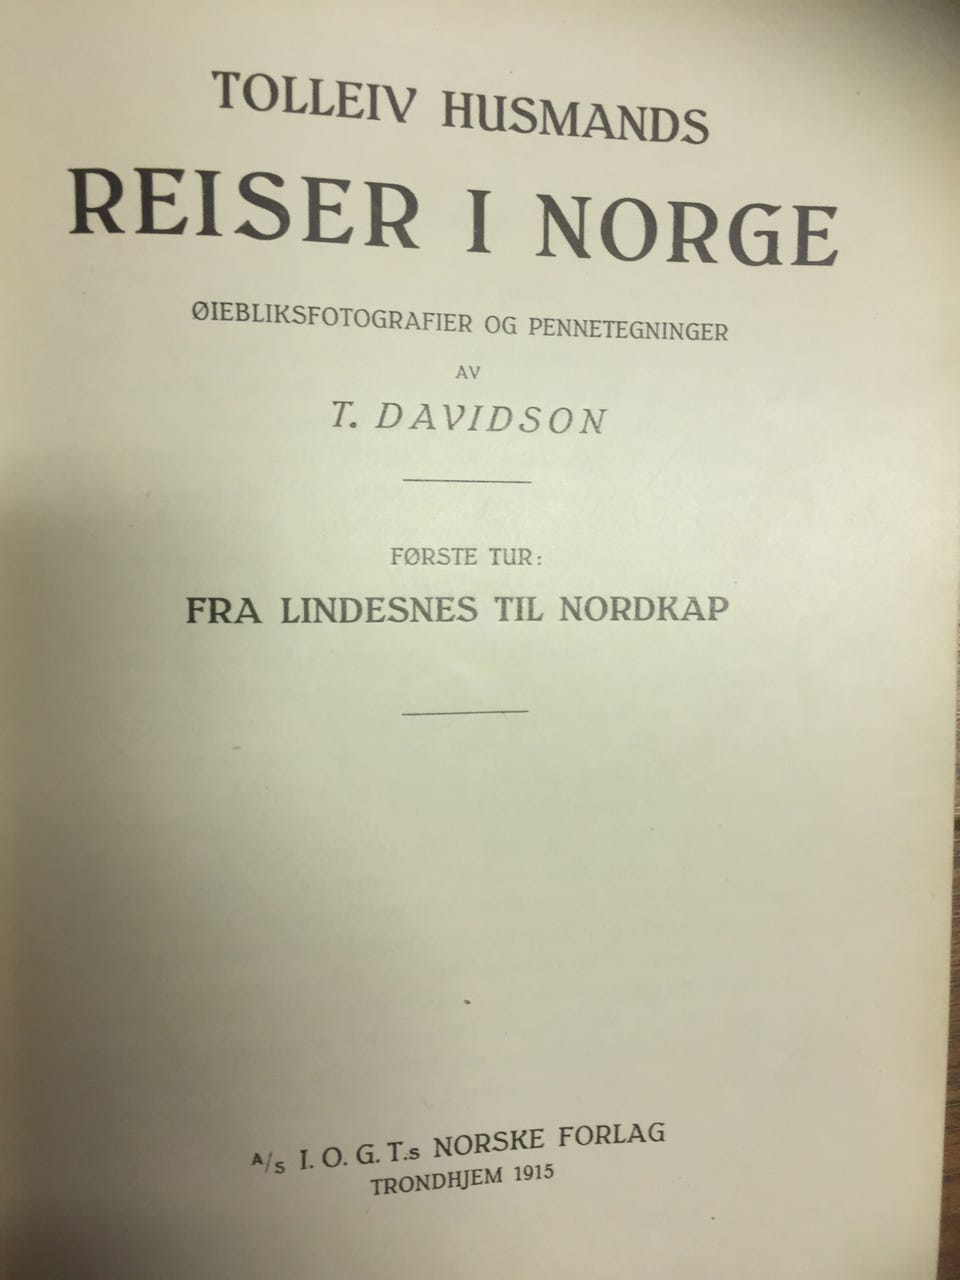 TOLLEIV HUSMANDS
REISER I NORGE
ØIEBLIKSFOTOGRAFIER OG PENNETEGNINGER
AV
T. DAVIDSON
FØRSTE TUR:
FRA LINDESNES TIL NORDKAP
A/S I. O. G. T.s NORSKE FORLAG
TRONDHJEM 1915